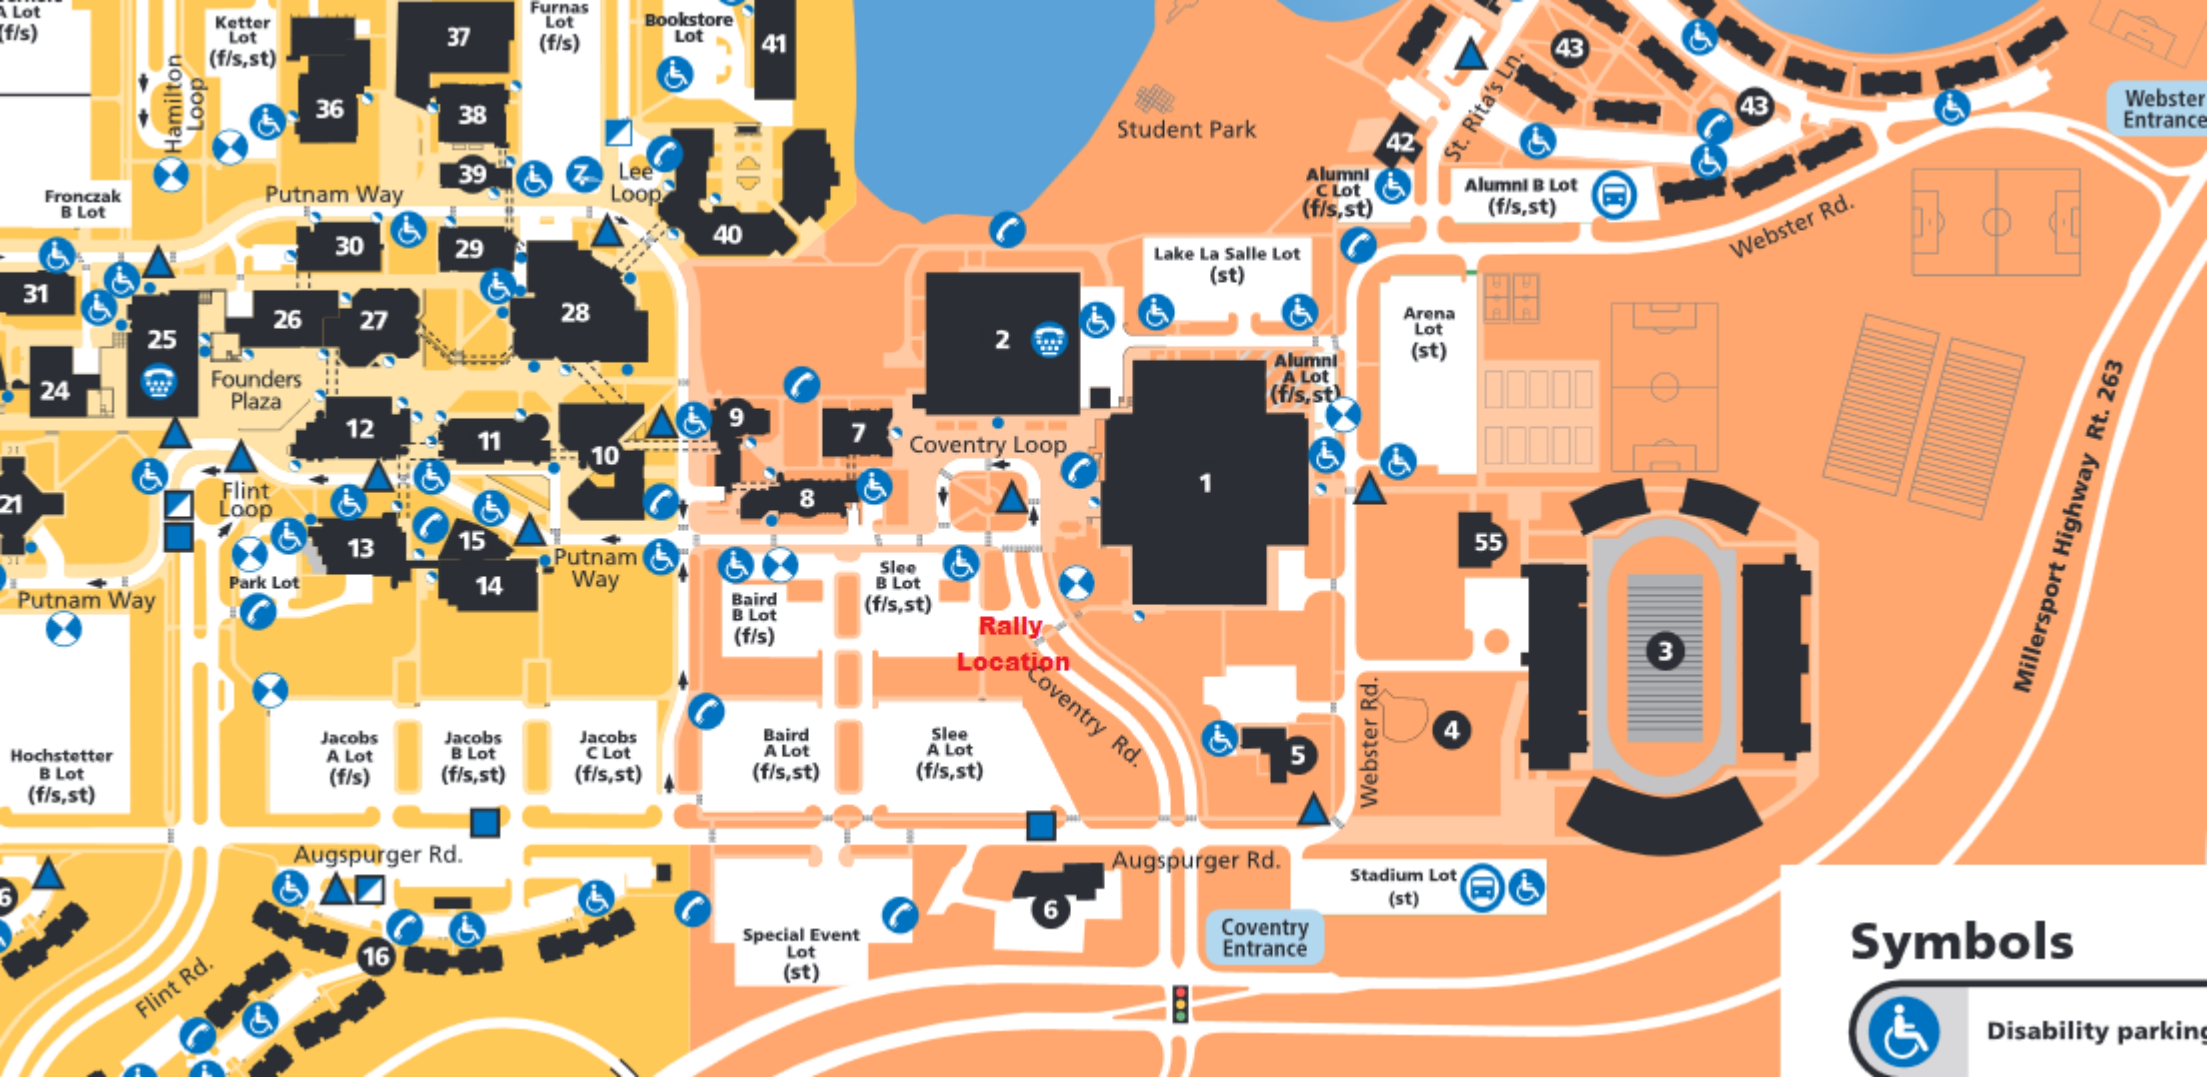 A Lot
(f/s)
Ketter
Lot
(f/s,st)
Hamilton
Loop
37
Furnas
Lot
(f/s)
Bookstore
Lot
41
36
38
39
Z
Lee
Loop
Putnam Way
Fronczak
B Lot
40
30
29
31
25
26
27
28
24
Founders
Plaza
12
11
10
9
7
8
21
Flint
Loop
13
15
14
Putnam
Way
Park Lot
Putnam Way
Student Park
43
43
42
St. Rita's Ln.
Webster
Entrance
Alumni
C Lot
(f/s,st)
Alumni B Lot
(f/s,st)
Webster Rd.
Lake La Salle Lot
(st)
2
Arena
Lot
(st)
Alumni
A Lot
(f/s,st)
Coventry Loop
1
55
3
4
5
Millersport Highway Rt. 263
Baird
B Lot
(f/s)
Slee
B Lot
(f/s,st)
Rally
Location
Coventry Rd.
Webster Rd.
Hochstetter
B Lot
(f/s,st)
Jacobs
A Lot
(f/s)
Jacobs
B Lot
(f/s,st)
Jacobs
C Lot
(f/s,st)
Baird
A Lot
(f/s,st)
Slee
A Lot
(f/s,st)
Augspurger Rd.
Augspurger Rd.
6
6
16
Flint Rd.
Special Event
Lot
(st)
Stadium Lot
(st)
Coventry
Entrance
Symbols
Disability parking